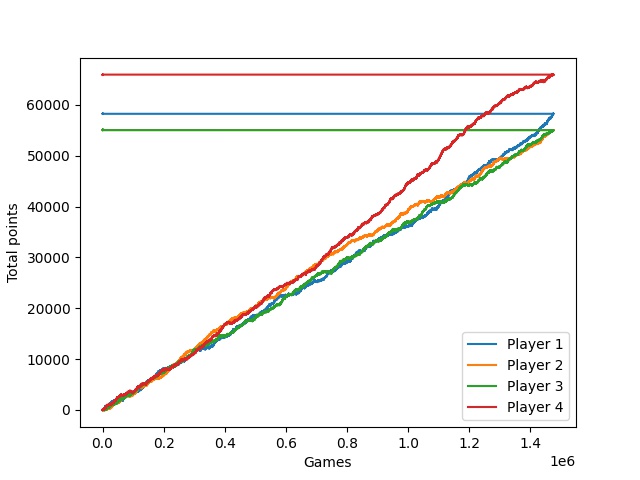 60000
50000
40000
30000
20000
10000
0
Total points
0.0 0.2 0.4 0.6 0.8 1.0 1.2 1.4
1e6
Games
Player 1
Player 2
Player 3
Player 4